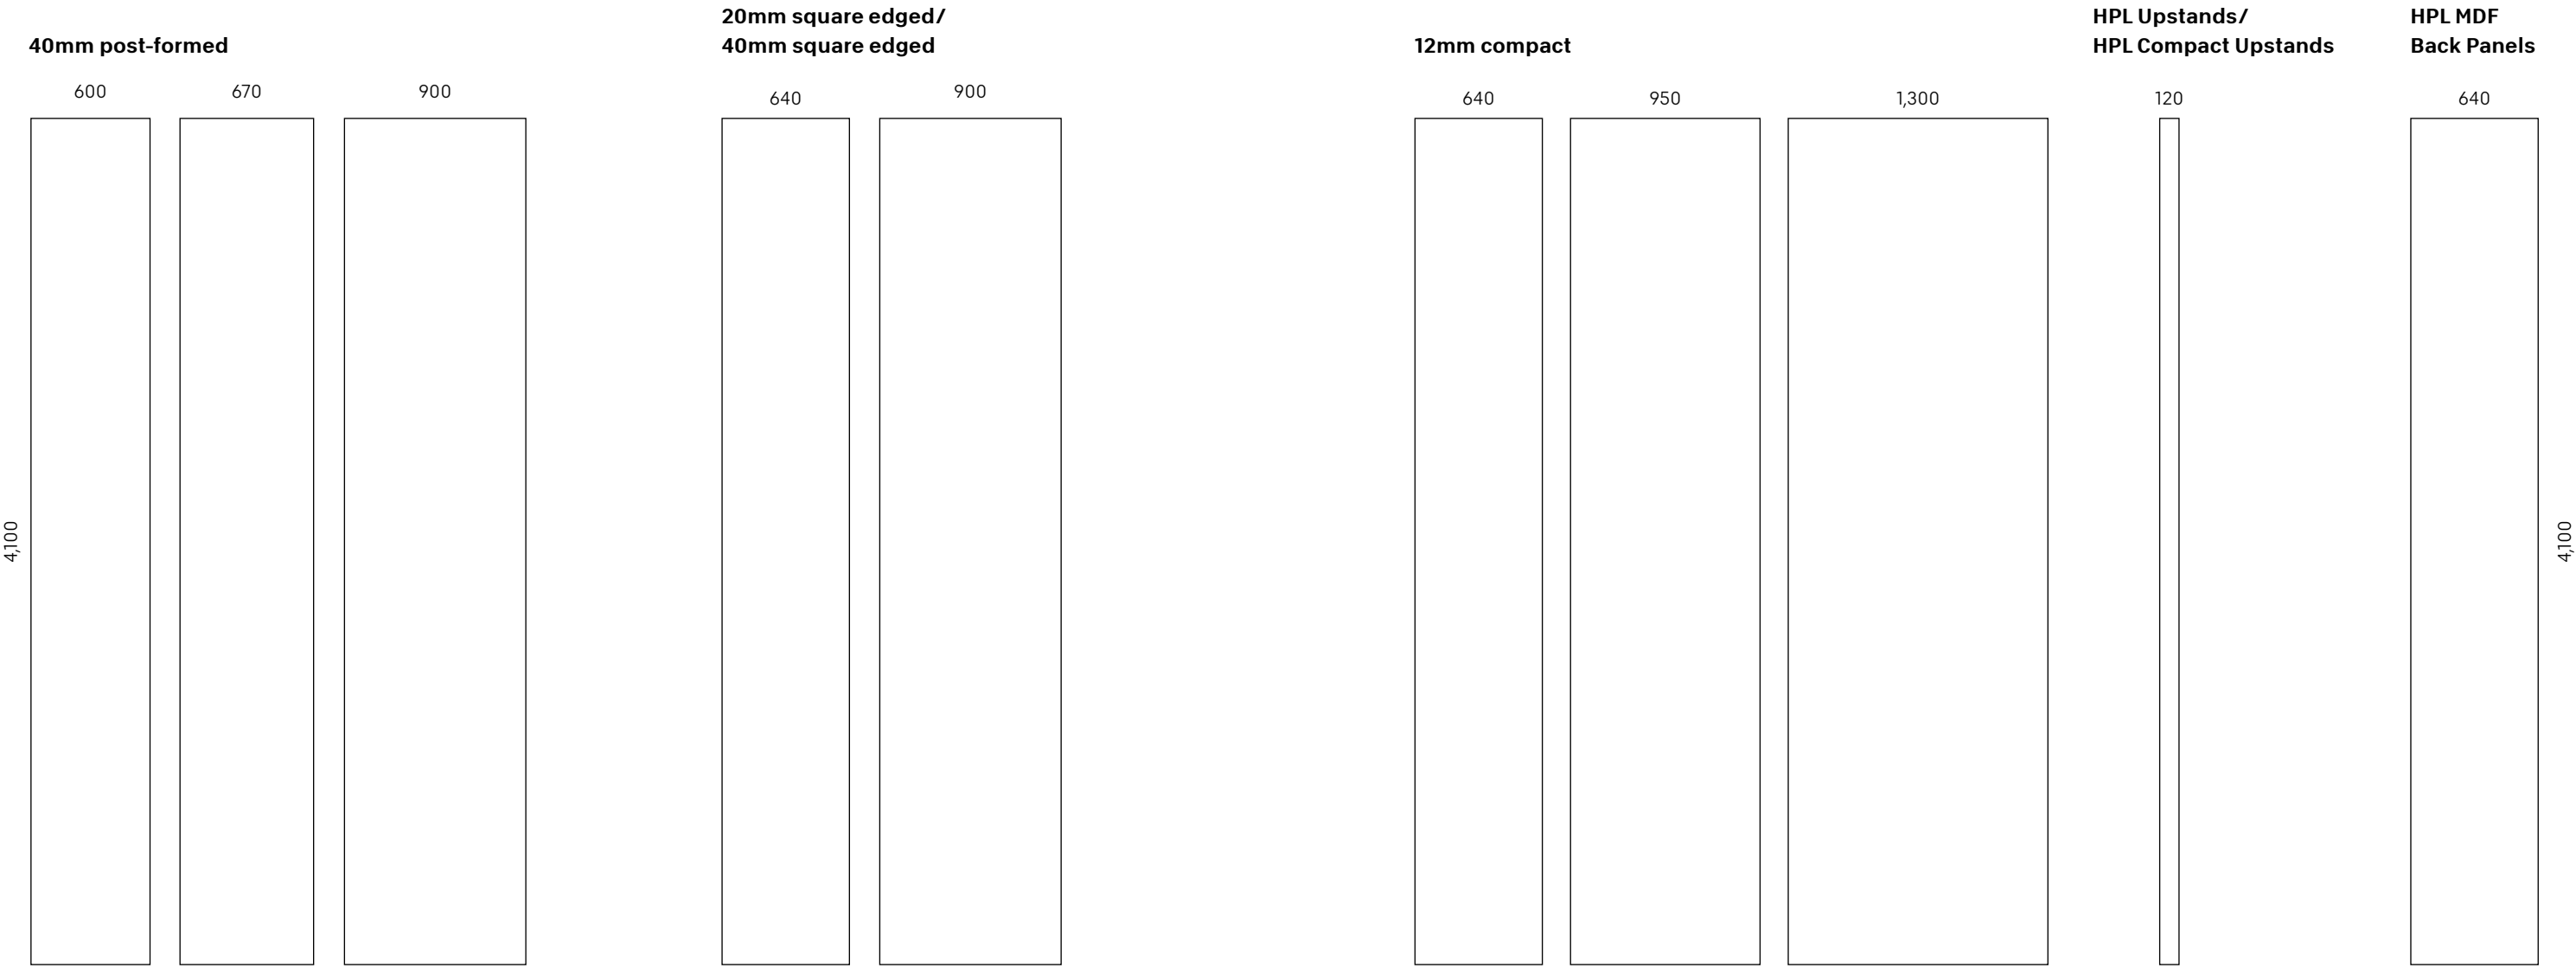 40mm post-formed
600
670
900
4,100
20mm square edged/
40mm square edged
640
900
12mm compact
640
950
1,300
HPL Upstands/
HPL Compact Upstands
120
HPL MDF
Back Panels
640
4,100